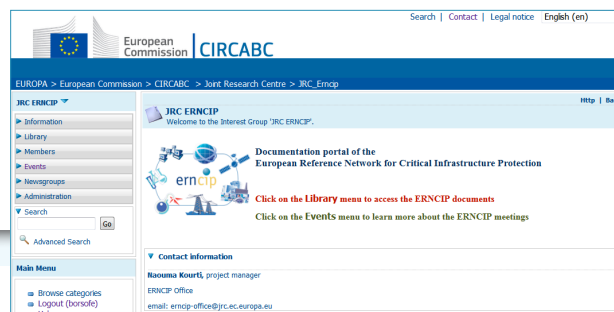 Search | Contact | Legal notice English (en)
European
Commission
CIRCABC
EUROPA > European Commission > CIRCABC > Joint Research Centre > JRC_Erncip
JRC ERNCIP
Information
Library
Members
Events
Newsgroups
Administration
Search
Go
Advanced Search
Main Menu
Browse categories
Logout (borsofe)
Http | Ba
JRC ERNCIP
Welcome to the Interest Group 'JRC ERNCIP'.
erncip
Documentation portal of the
European Reference Network for Critical Infrastructure Protection
Click on the Library menu to access the ERNCIP documents
Click on the Events menu to learn more about the ERNCIP meetings
Contact information
Naouma Kourti, project manager
ERNCIP Office
email: erncip-office@jrc.ec.europa.eu